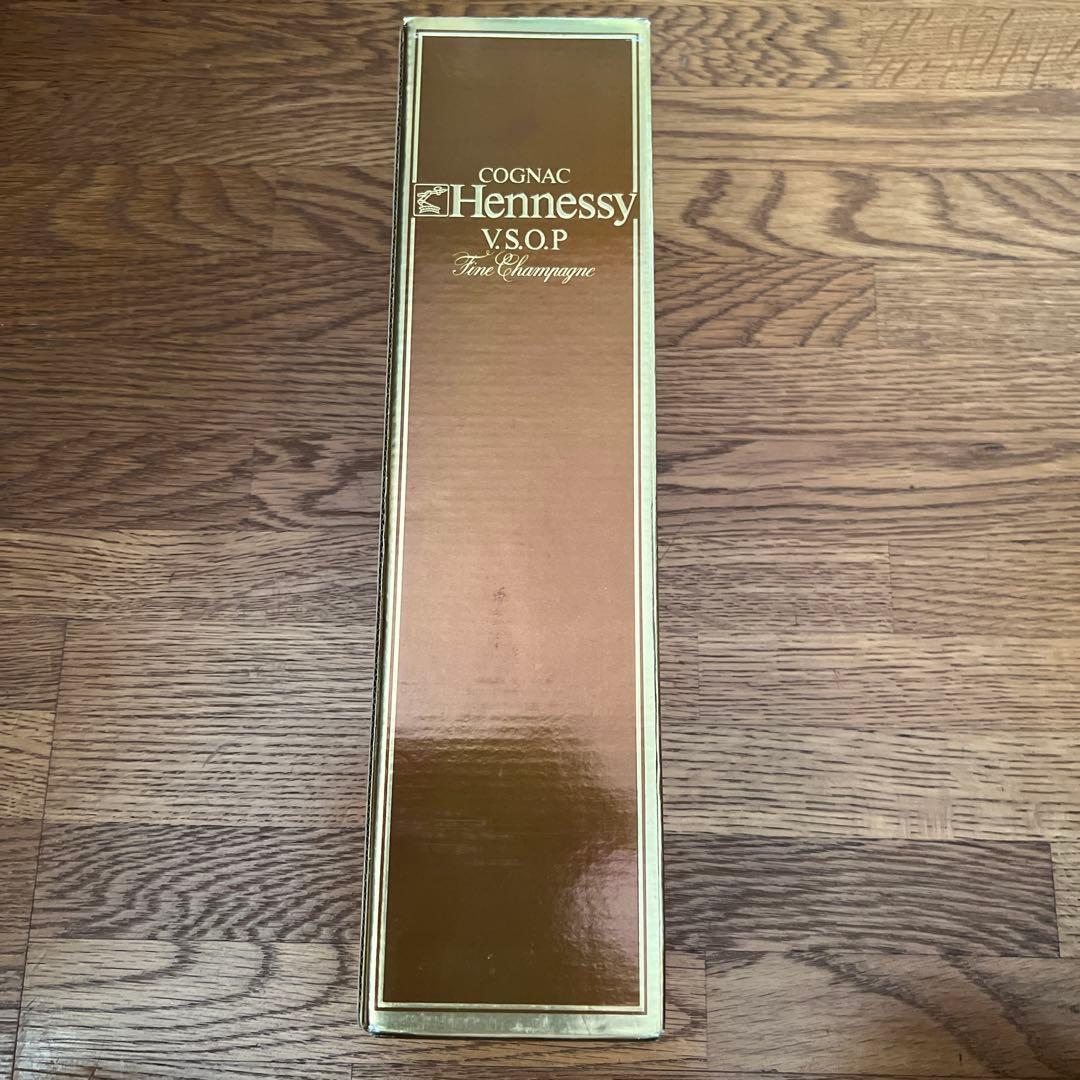 COGNAC
Hennessy
V.S.O.P
Fine Champagne